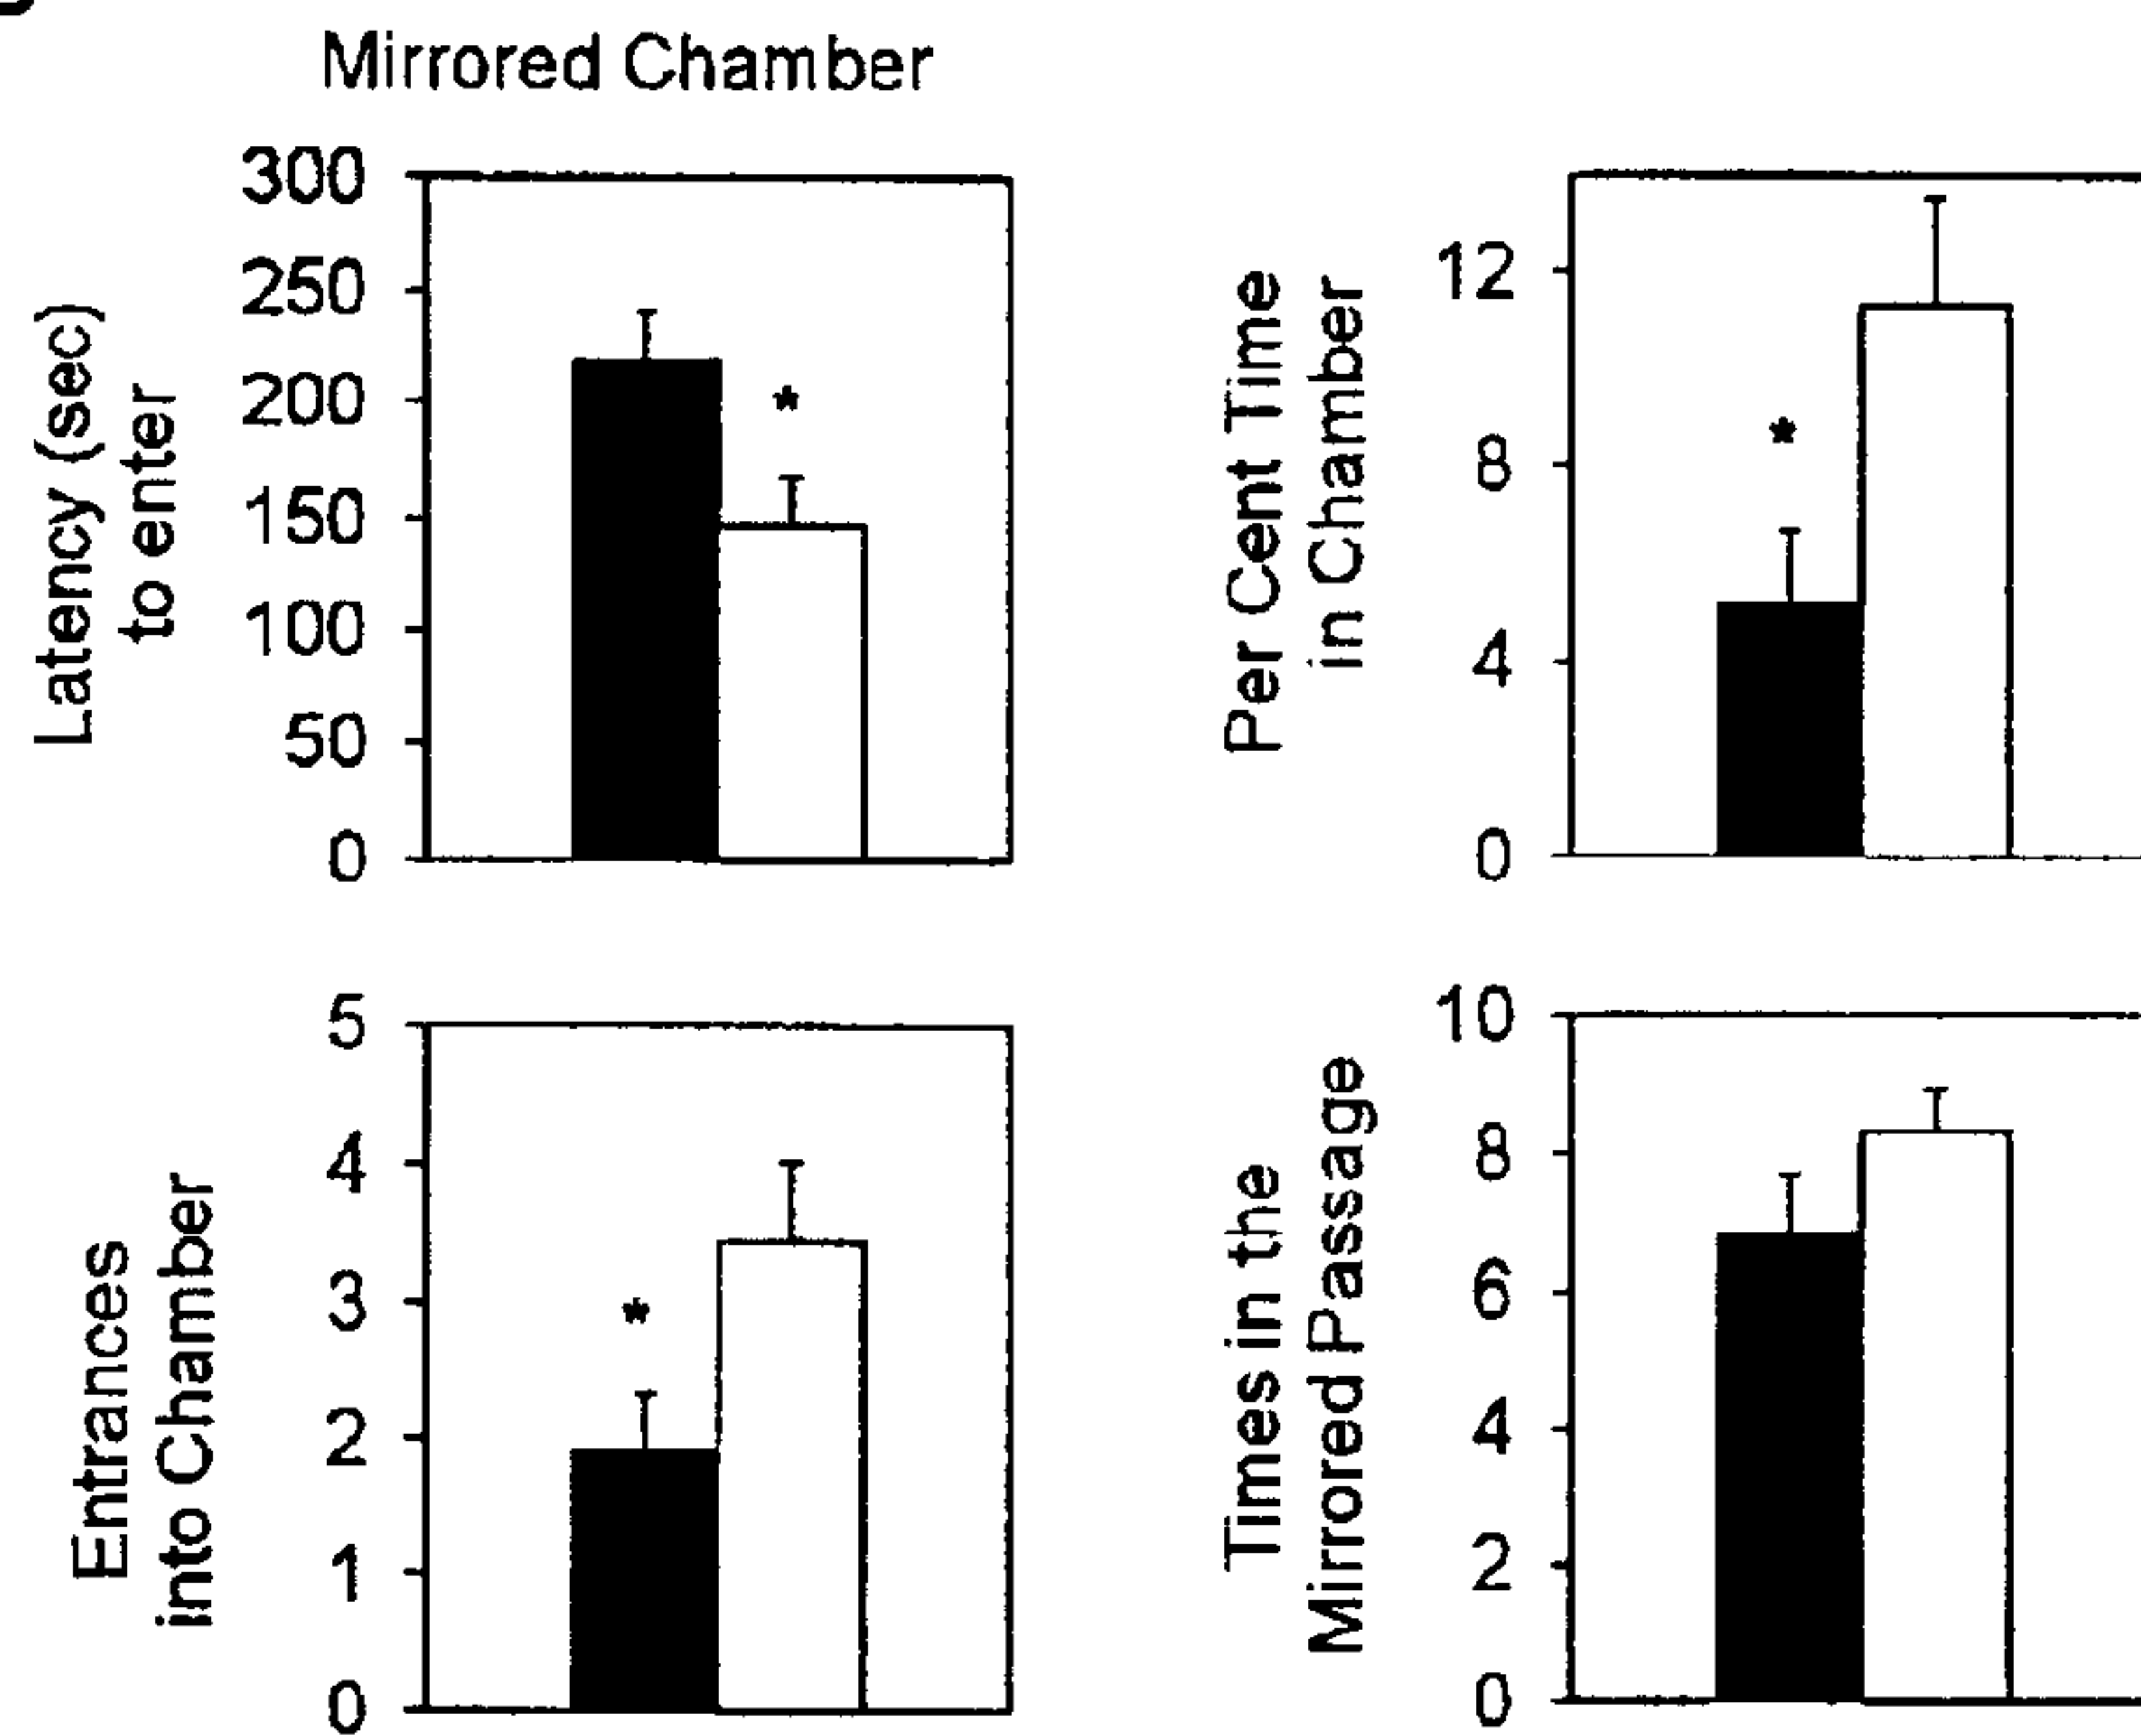 Mirrored Chamber
Latency (sec)
to enter
300
250
200
150
100
50
0
*
Per Cent Time
in Chamber
12
8
4
0
*
Entrances
into Chamber
5
4
3
2
1
0
*
Times in the
Mirrored Passage
10
8
6
4
2
0